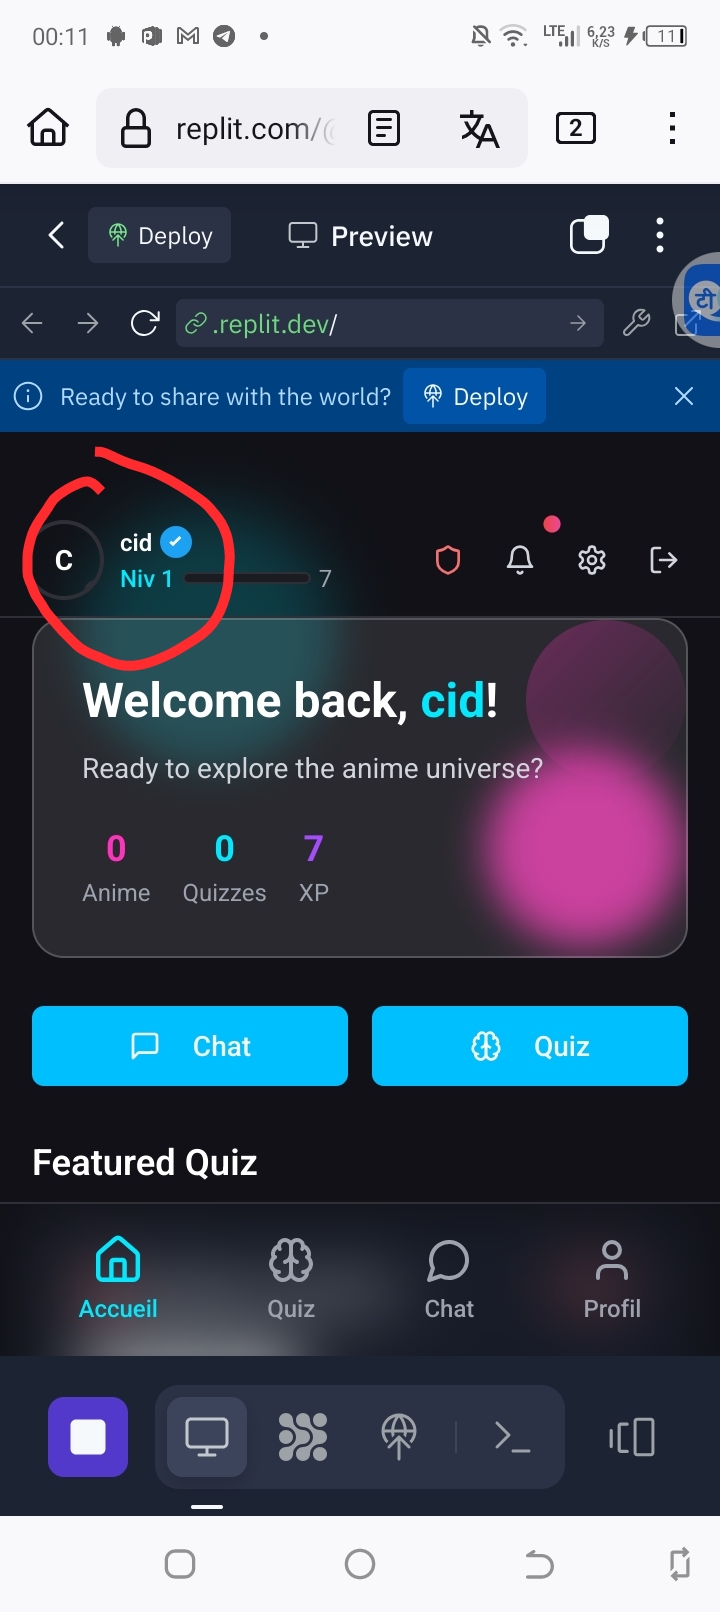 00:11
LTE 6,23 K/S 11
replit.com/
2
Deploy
Preview
.replit.dev/
टी
Ready to share with the world?
Deploy
C
cid
Niv 1
7
Welcome back, cid!
Ready to explore the anime universe?
0 0 7
Anime Quizzes XP
Chat
Quiz
Featured Quiz
Accueil Quiz Chat Profil